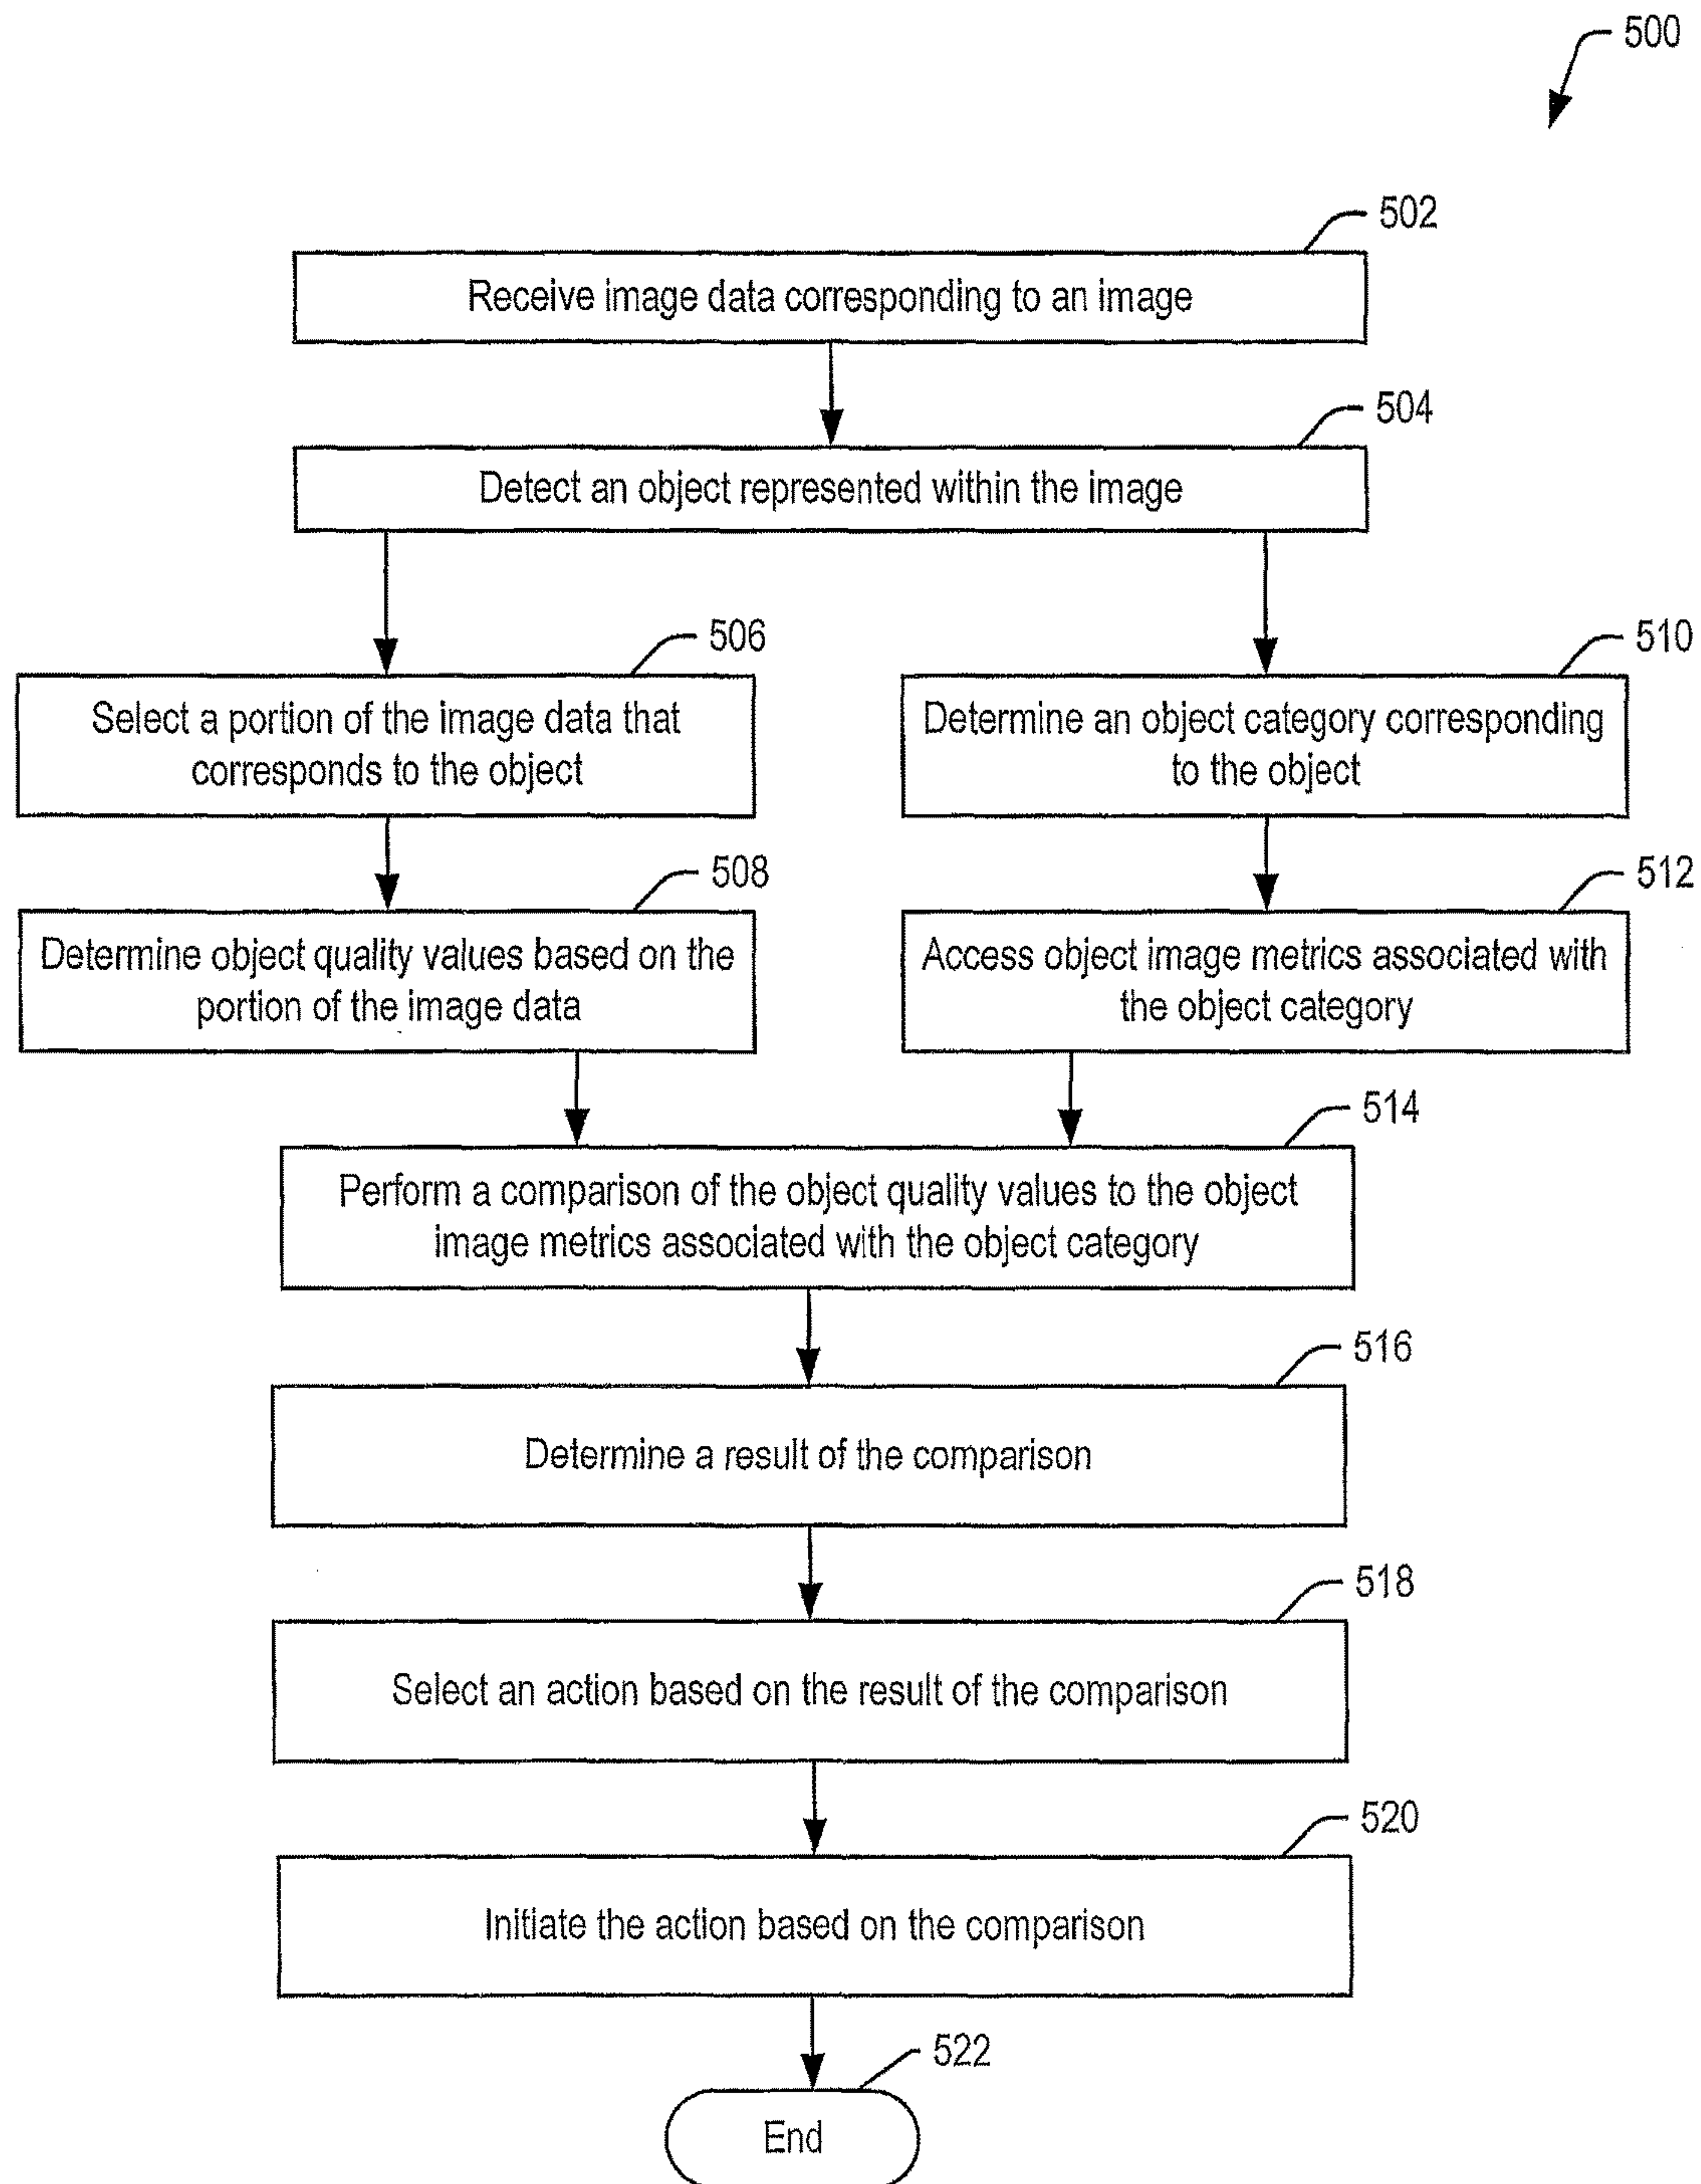 500
502
Receive image data corresponding to an image
504
Detect an object represented within the image
506
Select a portion of the image data that
corresponds to the object
510
Determine an object category corresponding
to the object
508
Determine object quality values based on the
portion of the image data
512
Access object image metrics associated with
the object category
514
Perform a comparison of the object quality values to the object
image metrics associated with the object category
516
Determine a result of the comparison
518
Select an action based on the result of the comparison
520
Initiate the action based on the comparison
522
End